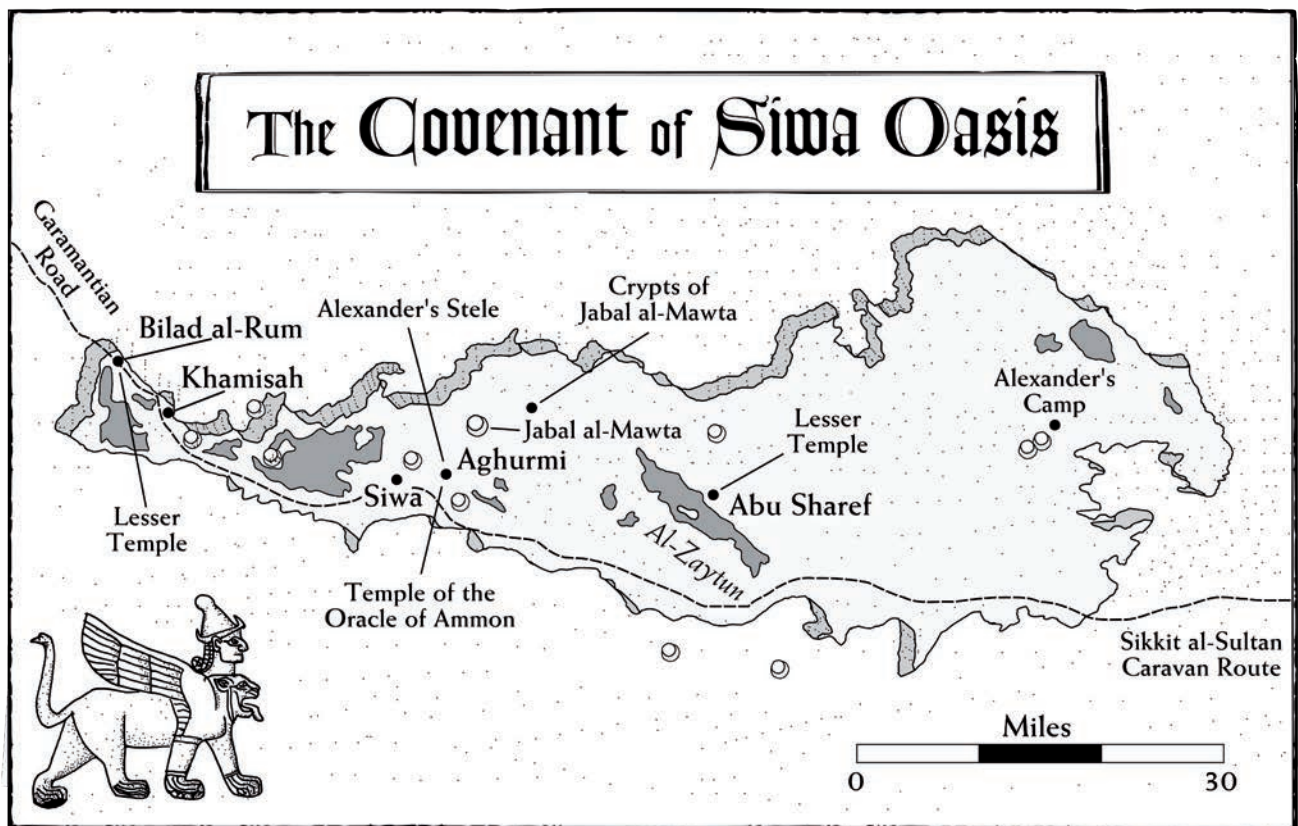 The Covenant of Siwa Oasis
Garamantian
Road
Bilad al-Rum
Khamisah
Alexander's Stele
Crypts of
Jabal al-Mawta
Jabal al-Mawta
Aghurmi
Siwa
Lesser
Temple
Abu Sharef
Alexander's
Camp
Lesser
Temple
Al-Zaytun
Temple of the
Oracle of Ammon
Sikkit al-Sultan
Caravan Route
Miles
0
30